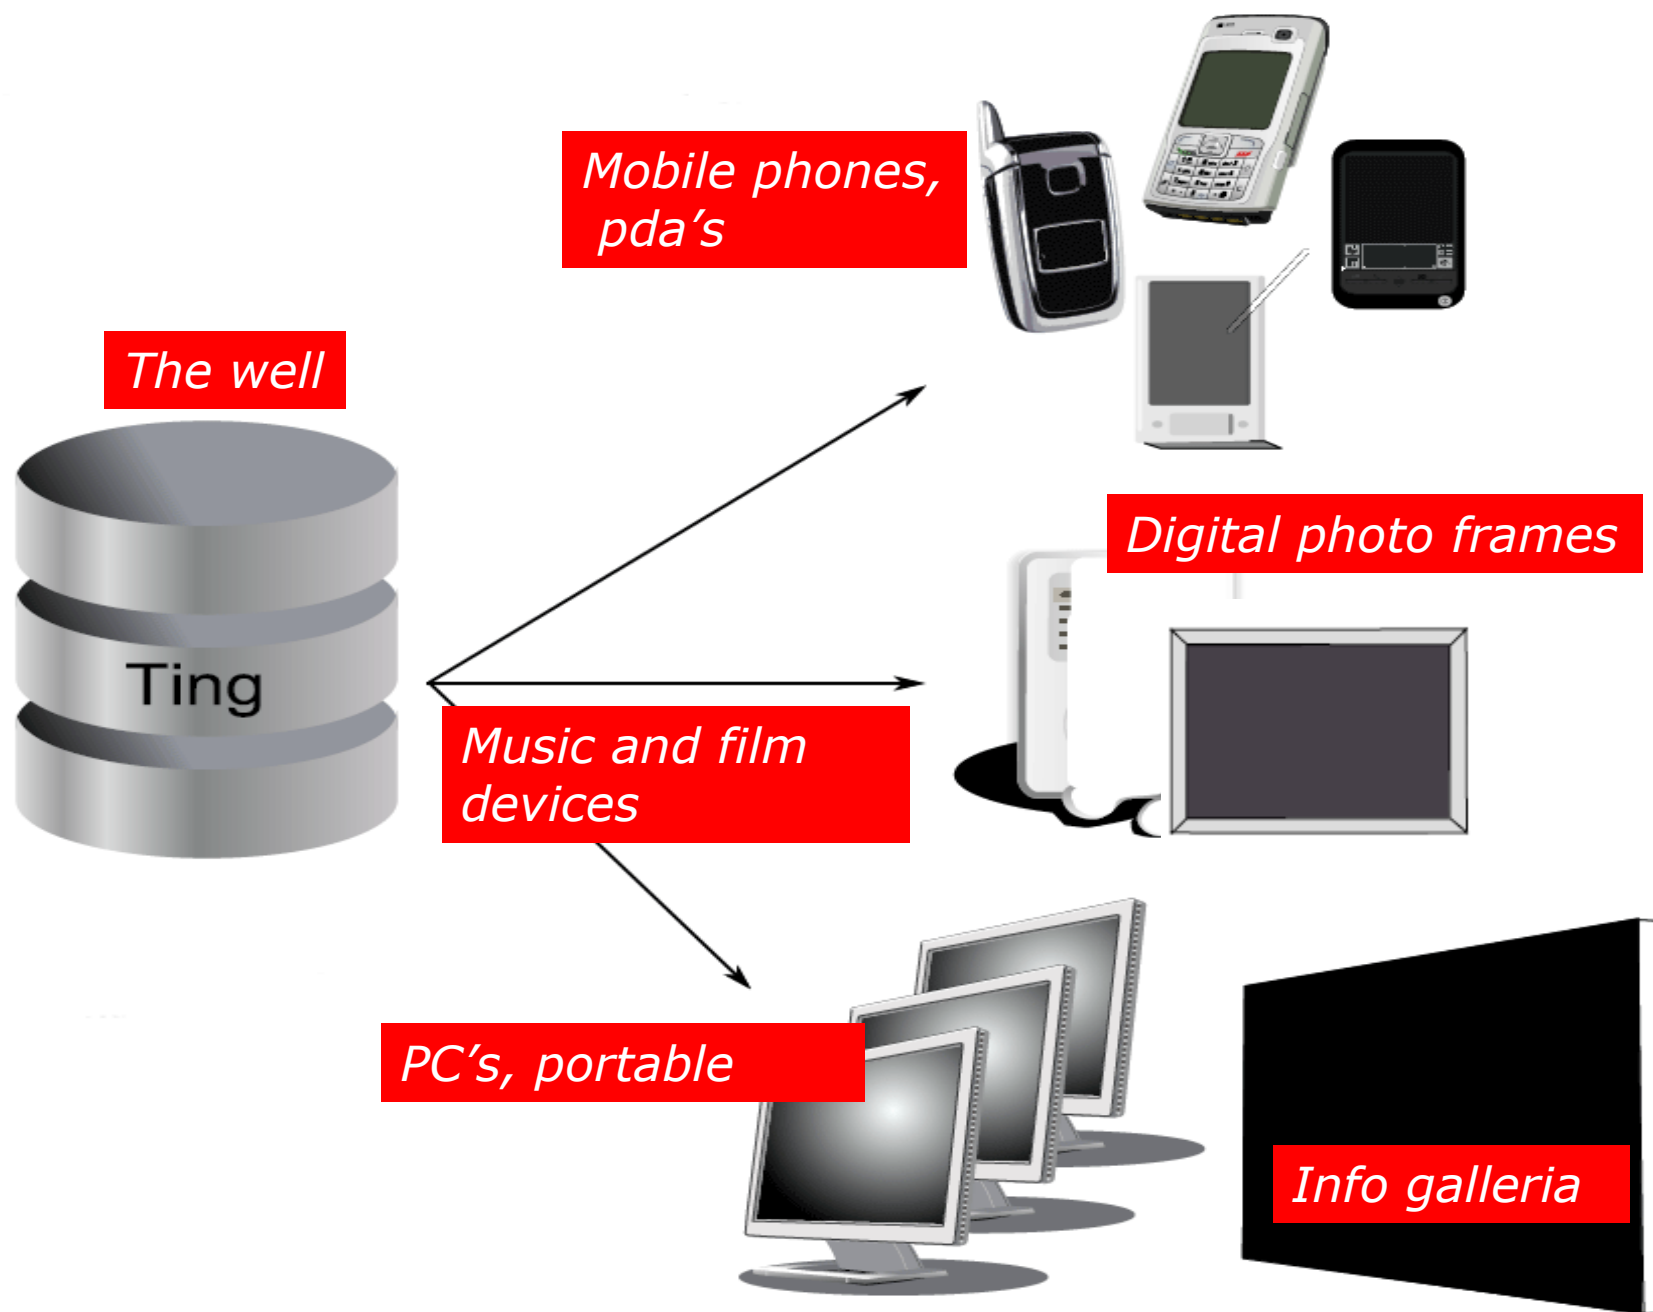 Mobile phones,
pda’s
The well
Digital photo frames
Ting
Music and film
devices
PC’s, portable
Info galleria